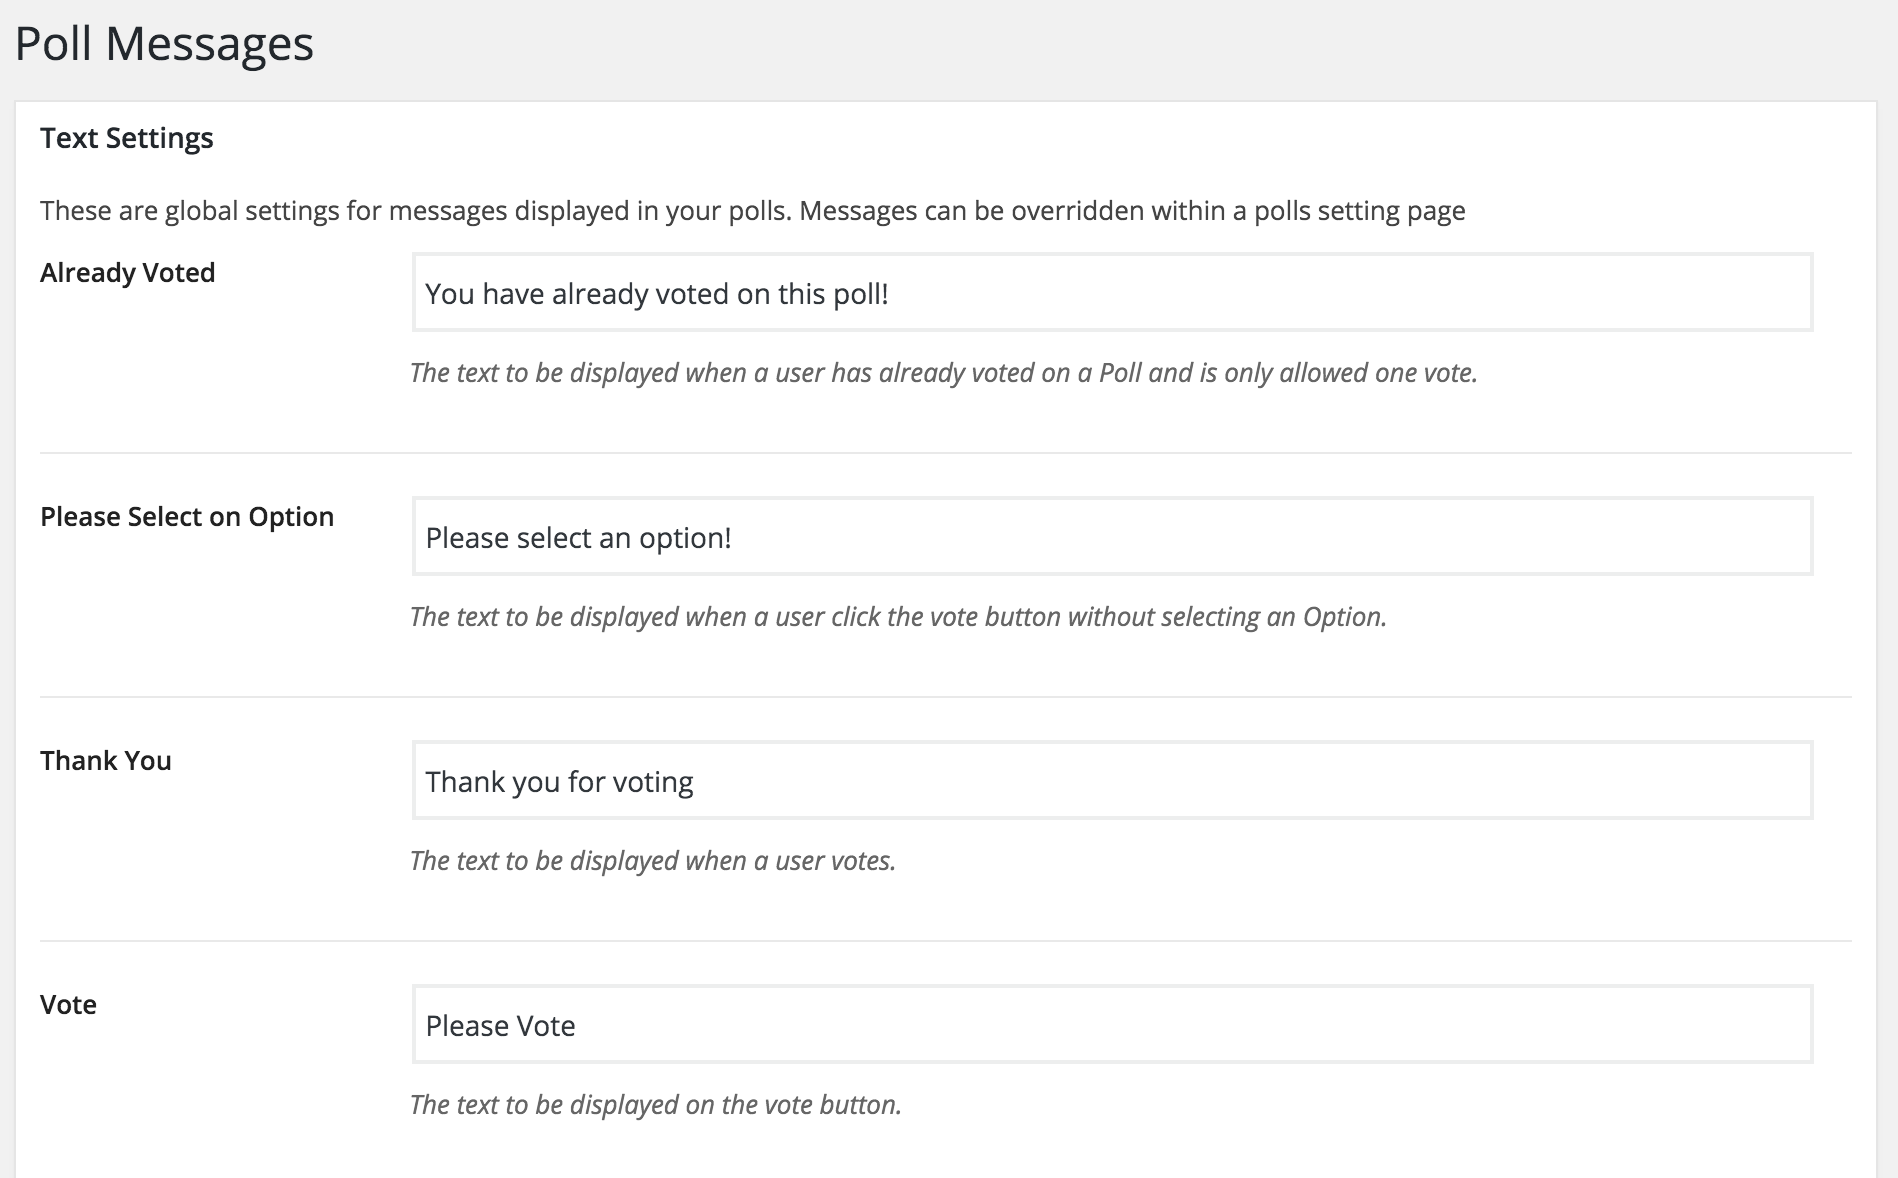 Poll Messages
Text Settings
These are global settings for messages displayed in your polls. Messages can be overridden within a polls setting page
Already Voted
You have already voted on this poll!
The text to be displayed when a user has already voted on a Poll and is only allowed one vote.
Please Select on Option
Please select an option!
The text to be displayed when a user click the vote button without selecting an Option.
Thank You
Thank you for voting
The text to be displayed when a user votes.
Vote
Please Vote
The text to be displayed on the vote button.